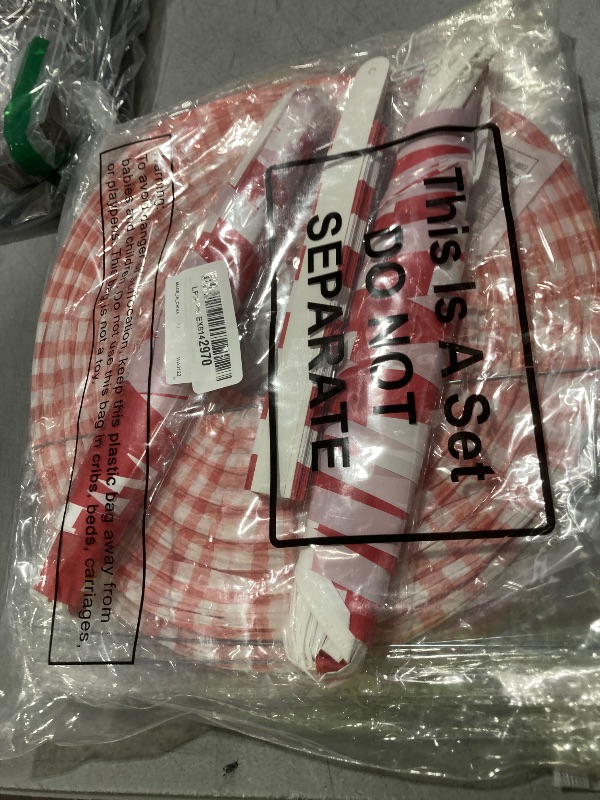 This Is A Set
DO NOT
SEPARATE
Warning:
To avoid danger of suffocation, keep this plastic bag away from
babies and children. Do not use this bag in cribs, beds, carriages,
or playpens. This bag is not a toy.
2970